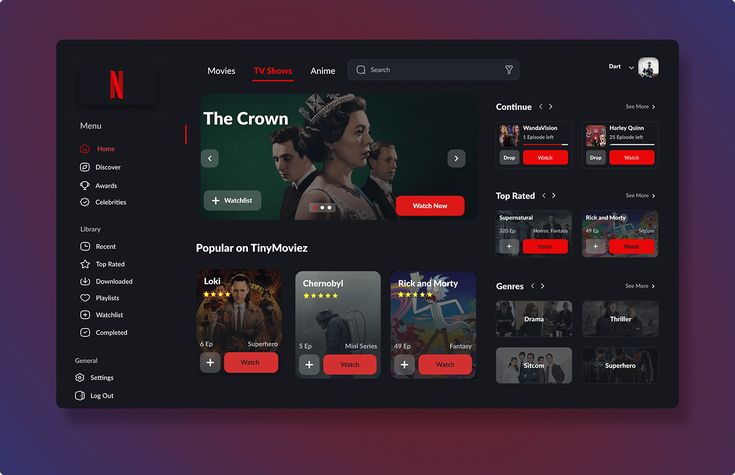 N
Movies
TV Shows
Anime
Search
Dart
Menu
Home
Discover
Awards
Celebrities
Library
Recent
Top Rated
Downloaded
Playlists
Watchlist
Completed
General
Settings
Log Out
The Crown
Watchlist
Watch Now
Popular on TinyMoviez
Loki
6 Ep
Superhero
Watch
Chernobyl
5 Ep
Mini Series
Watch
Rick and Morty
49 Ep
Fantasy
Watch
Continue
See More
WandaVision
1 Episode left
Drop
Watch
Harley Quinn
25 Episode left
Drop
Watch
Top Rated
See More
Supernatural
320 Ep
Horror, Fantasy
Watch
Rick and Morty
49 Ep
Sitcom
Watch
Genres
See More
Drama
Thriller
Sitcom
Superhero